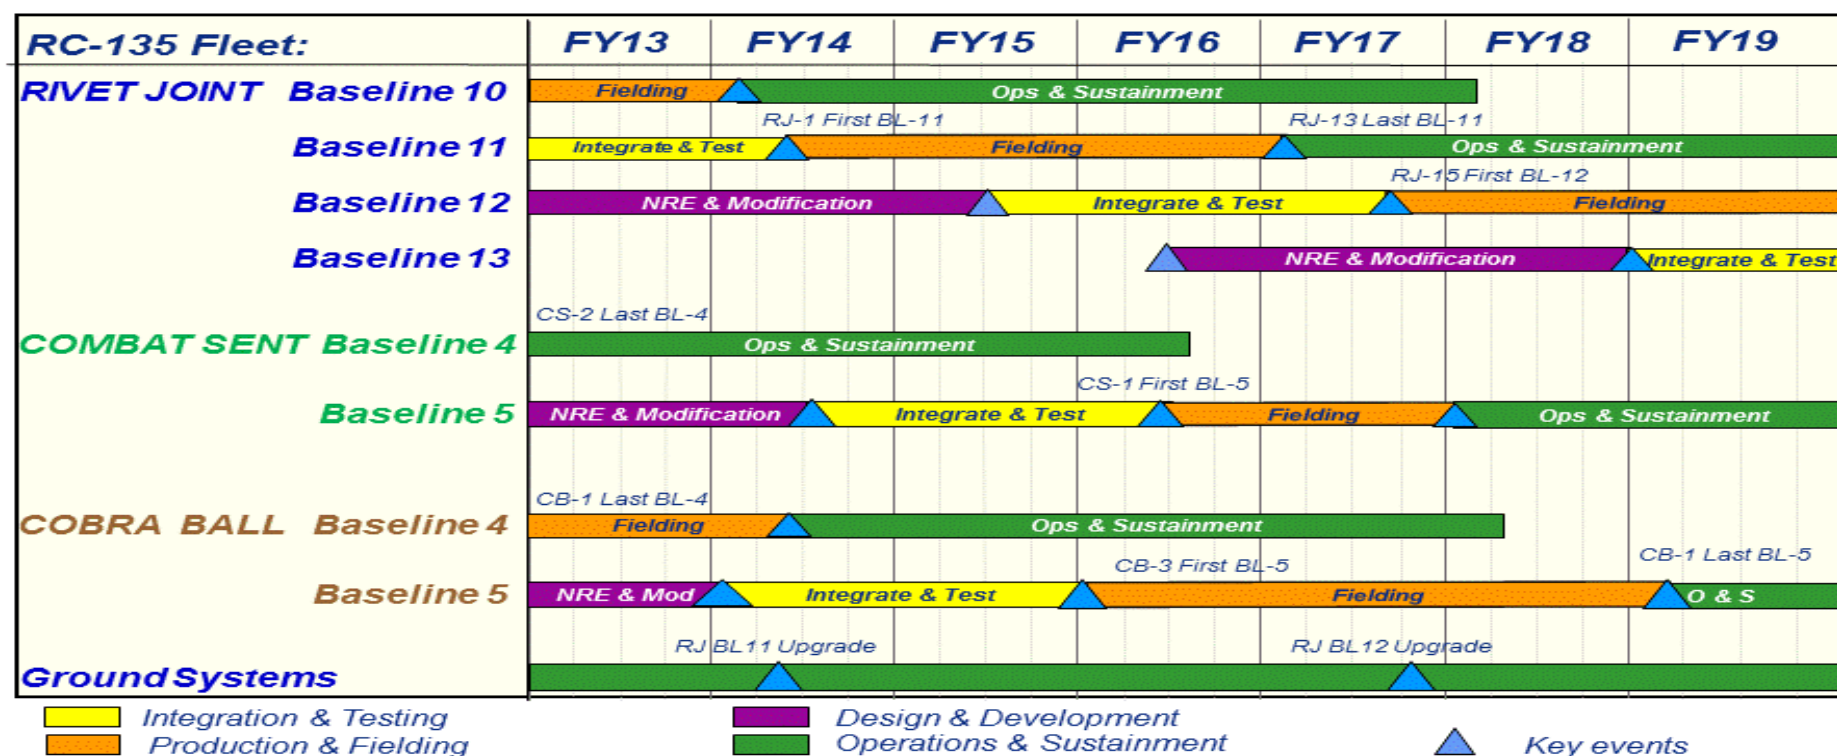 RC-135 Fleet: FY13 FY14 FY15 FY16 FY17 FY18 FY19
RIVET JOINT Baseline 10 Fielding Ops & Sustainment
RJ-1 First BL-11 RJ-13 Last BL-11
Baseline 11 Integrate & Test Fielding Ops & Sustainment
RJ-15 First BL-12
Baseline 12 NRE & Modification Integrate & Test Fielding
Baseline 13 NRE & Modification Integrate & Test
CS-2 Last BL-4
COMBAT SENT Baseline 4 Ops & Sustainment
CS-1 First BL-5
Baseline 5 NRE & Modification Integrate & Test Fielding Ops & Sustainment
CB-1 Last BL-4
COBRA BALL Baseline 4 Fielding Ops & Sustainment
CB-3 First BL-5 CB-1 Last BL-5
Baseline 5 NRE & Mod Integrate & Test Fielding O & S
RJ BL11 Upgrade RJ BL12 Upgrade
Ground Systems
Integration & Testing Design & Development
Production & Fielding Operations & Sustainment Key events